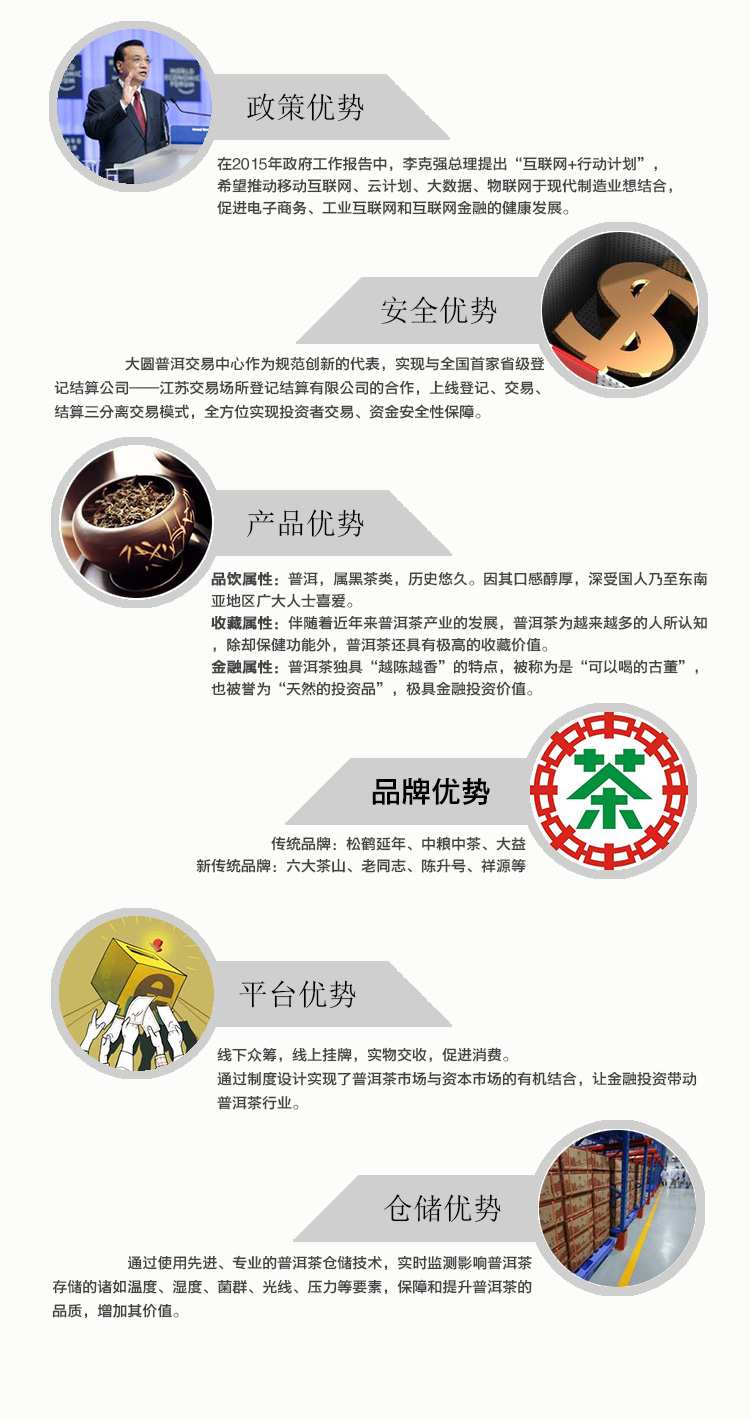 WORLD
ECONOMIC
FORUM
政策优势
在2015年政府工作报告中，李克强总理提出“互联网+行动计划”，
希望推动移动互联网、云计划、大数据、物联网于现代制造业想结合，
促进电子商务、工业互联网和互联网金融的健康发展。
安全优势
大圆普洱交易中心作为规范创新的代表，实现与全国首家省级登
记结算公司——江苏交易场所登记结算有限公司的合作，上线登记、交易、
结算三分离交易模式，全方位实现投资者交易、资金安全性保障。
产品优势
品饮属性：普洱，属黑茶类，历史悠久。因其口感醇厚，深受国人乃至东南
亚地区广大人士喜爱。
收藏属性：伴随着近年来普洱茶产业的发展，普洱茶为越来越多的人所认知
，除却保健功能外，普洱茶还具有极高的收藏价值。
金融属性：普洱茶独具“越陈越香”的特点，被称为是“可以喝的古董”，
也被誉为“天然的投资品”，极具金融投资价值。
品牌优势
茶
传统品牌：松鹤延年、中粮中茶、大益
新传统品牌：六大茶山、老同志、陈升号、祥源等
e
平台优势
线下众筹，线上挂牌，实物交收，促进消费。
通过制度设计实现了普洱茶市场与资本市场的有机结合，让金融投资带动
普洱茶行业。
仓储优势
通过使用先进、专业的普洱茶仓储技术，实时监测影响普洱茶
存储的诸如温度、湿度、菌群、光线、压力等要素，保障和提升普洱茶的
品质，增加其价值。